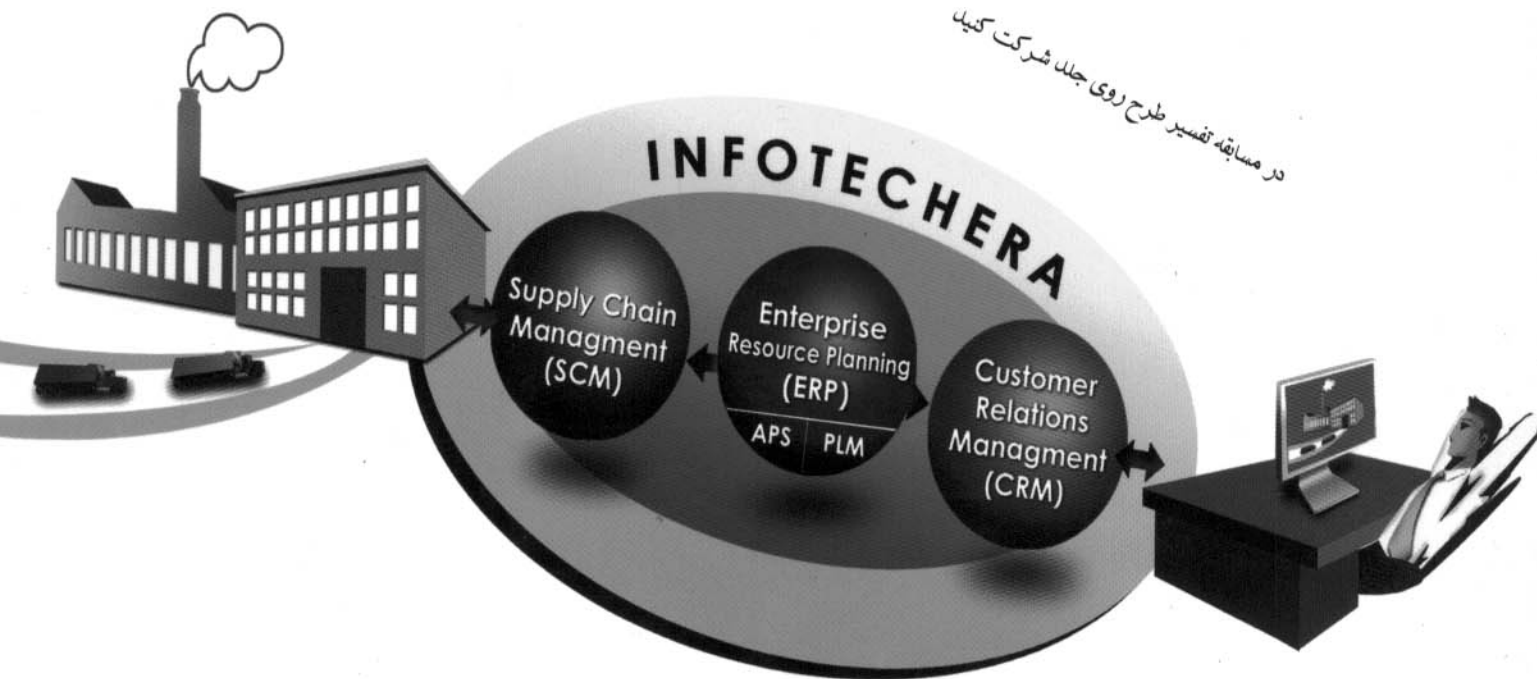 در مسابقه تفسیر طرح روی جلد شرکت کنید
INFOTECHERA
Supply Chain
Managment
(SCM)
Enterprise
Resource Planning
(ERP)
APS PLM
Customer
Relations
Managment
(CRM)